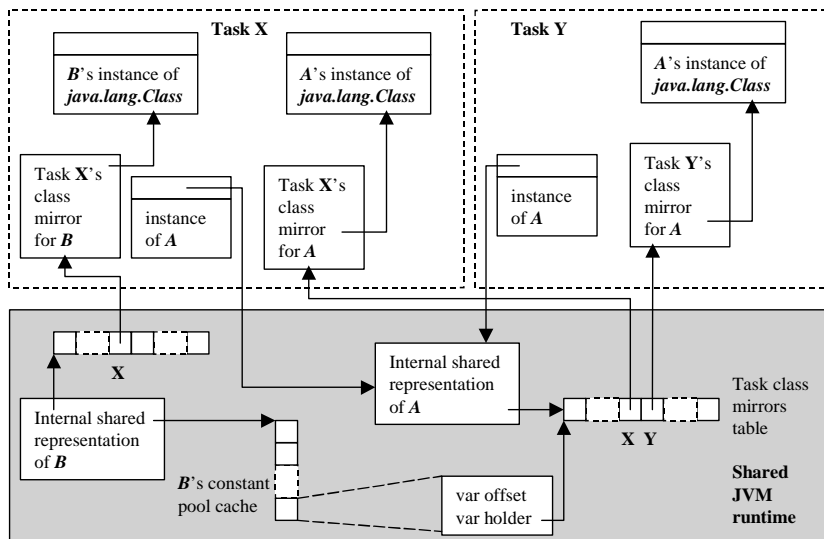 Task X
Task Y
B's instance of
java.lang.Class
A's instance of
java.lang.Class
A's instance of
java.lang.Class
Task X's
class
mirror
for B
instance
of A
Task X's
class
mirror
for A
instance
of A
Task Y's
class
mirror
for A
X
Internal shared
representation
of A
Task class
mirrors
table
X Y
Internal shared
representation
of B
B's constant
pool cache
var offset
var holder
Shared
JVM
runtime